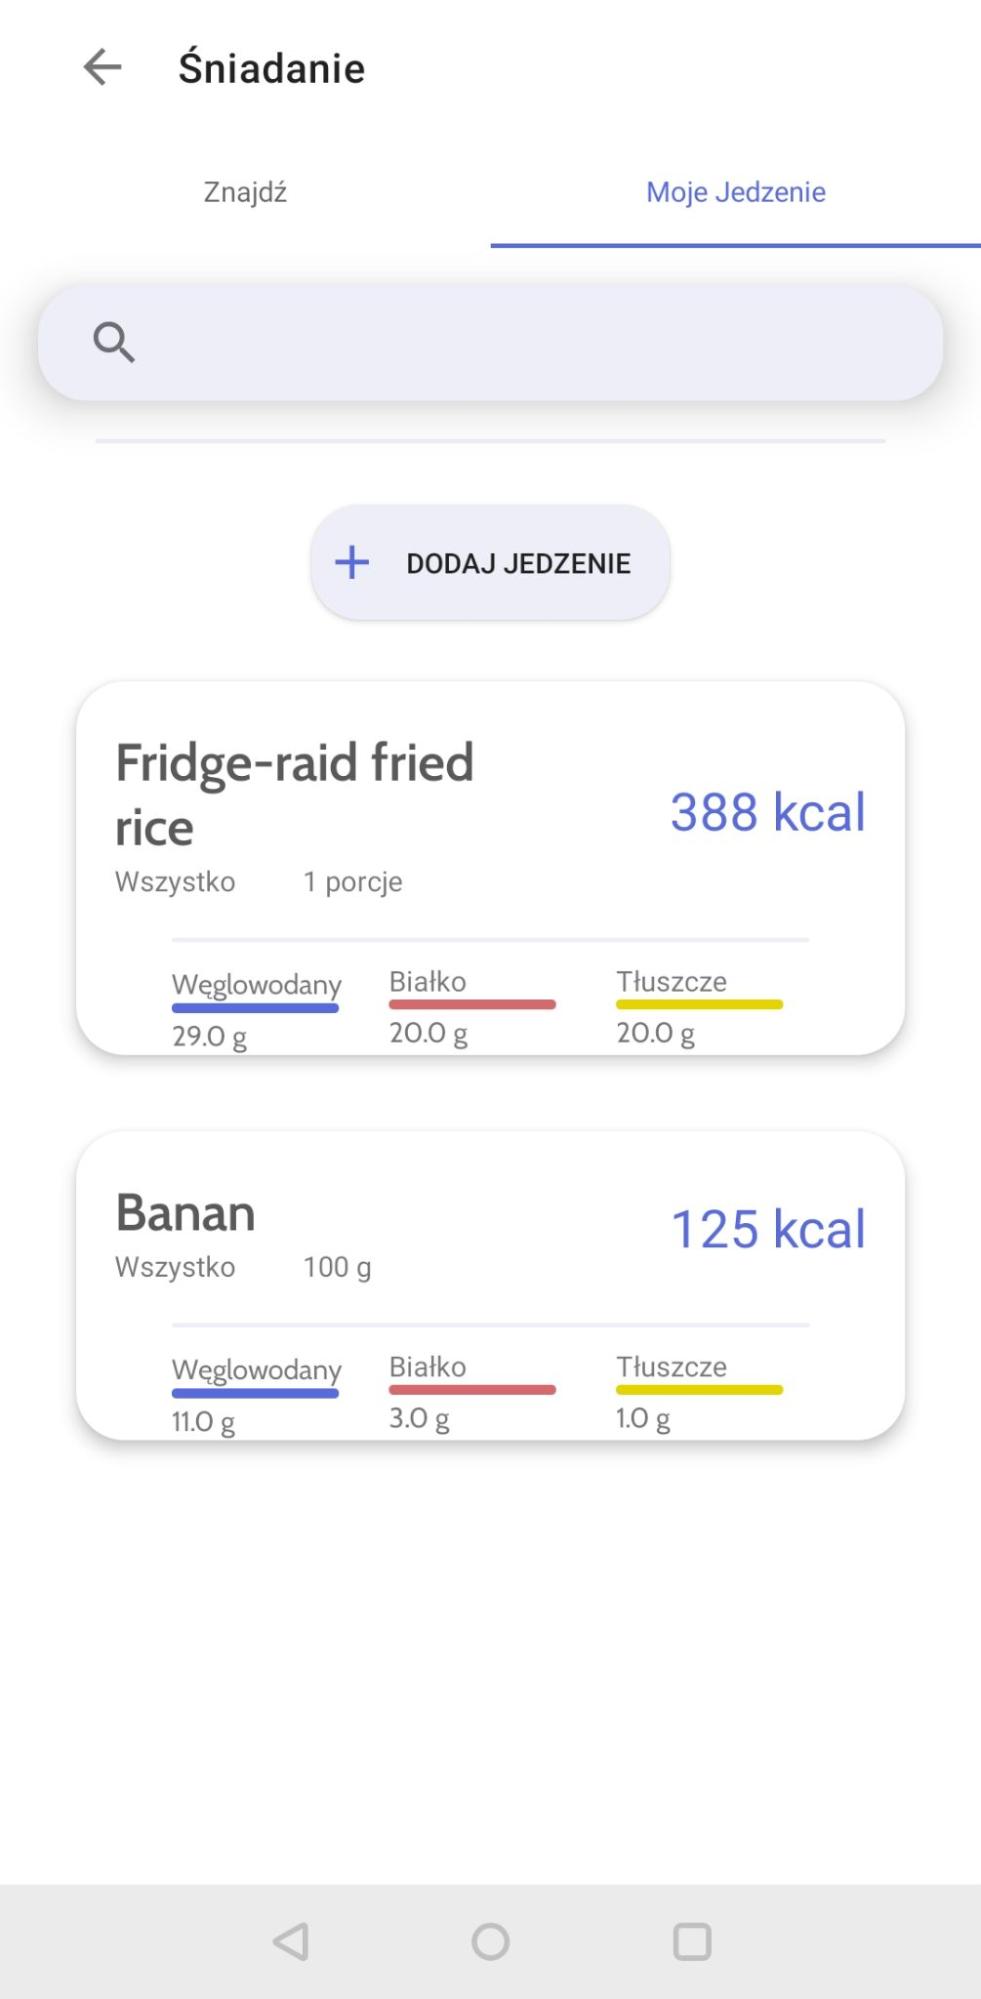 Śniadanie
Znajdź
Moje Jedzenie
DODAJ JEDZENIE
Fridge-raid fried
rice
388 kcal
Wszystko 1 porcje
Węglowodany Białko Tłuszcze
29.0 g 20.0 g 20.0 g
Banan
125 kcal
Wszystko 100 g
Węglowodany Białko Tłuszcze
11.0 g 3.0 g 1.0 g